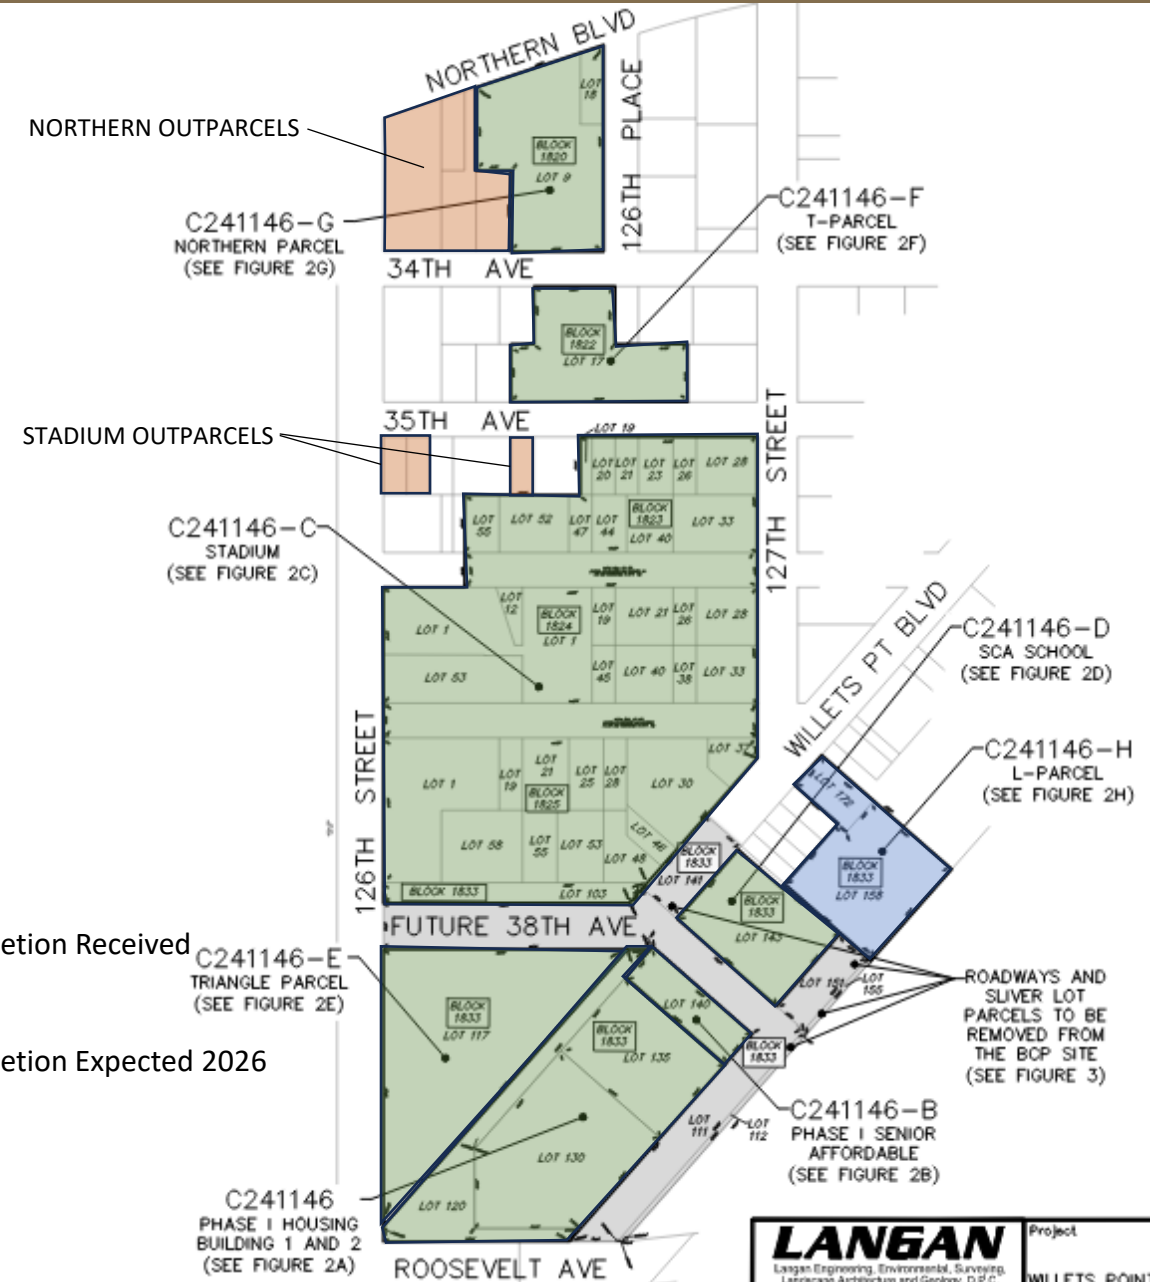 NORTHERN BLVD
LOT
18
126TH PLACE
NORTHERN OUTPARCELS
BLOCK
1820
LOT 9
C241146-G
NORTHERN PARCEL
(SEE FIGURE 2G)
C241146-F
T-PARCEL
(SEE FIGURE 2F)
34TH AVE
BLOCK
1822
LOT 17
35TH AVE
STADIUM OUTPARCELS
LOT 19
LOT
20
LOT
21
LOT
23
LOT
26
LOT 28
127TH STREET
C241146-C
STADIUM
(SEE FIGURE 2C)
LOT
55
LOT 52
LOT
47
LOT
44
BLOCK
1823
LOT 40
LOT 33
LOT 1
LOT
12
BLOCK
1824
LOT 1
LOT
19
LOT 21
LOT
26
LOT 28
LOT 53
LOT
45
LOT 40
LOT
38
LOT 33
WILLETS PT BLVD
C241146-D
SCA SCHOOL
(SEE FIGURE 2D)
126TH STREET
LOT 1
LOT
19
LOT
21
BLOCK
1825
LOT
25
LOT
28
LOT 30
LOT 37
C241146-H
L-PARCEL
(SEE FIGURE 2H)
LOT 172
LOT 58
LOT
55
LOT 53
LOT 48
LOT 46
BLOCK
1833
LOT 141
BLOCK
1833
LOT 158
BLOCK 1833
LOT 103
BLOCK
1833
LOT 143
FUTURE 38TH AVE
etion Received
C241146-E
TRIANGLE PARCEL
(SEE FIGURE 2E)
LOT 151
LOT
155
ROADWAYS AND
SLIVER LOT
PARCELS TO BE
REMOVED FROM
THE BCP SITE
(SEE FIGURE 3)
BLOCK
1833
LOT 117
LOT 140
BLOCK
1833
LOT 135
BLOCK
1833
etion Expected 2026
C241146-B
PHASE I SENIOR
AFFORDABLE
(SEE FIGURE 2B)
LOT
111
LOT
112
LOT 130
LOT 120
C241146
PHASE I HOUSING
BUILDING 1 AND 2
(SEE FIGURE 2A)
ROOSEVELT AVE
LANGAN
Langan Engineering, Environmental, Surveying,
Landscape Architecture and Geology, D.P.C.
Project
WILLETS POINT